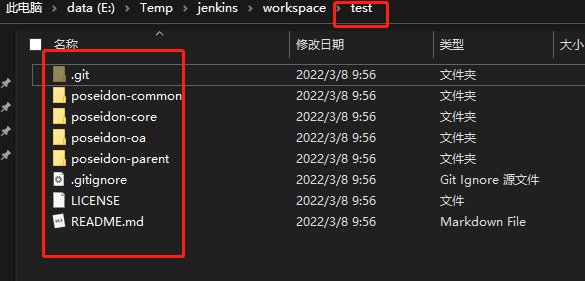 此电脑 › data (E:) › Temp › jenkins › workspace › test
名称 修改日期 类型 大小
.git 2022/3/8 9:56 文件夹
poseidon-common 2022/3/8 9:56 文件夹
poseidon-core 2022/3/8 9:56 文件夹
poseidon-oa 2022/3/8 9:56 文件夹
poseidon-parent 2022/3/8 9:56 文件夹
.gitignore 2022/3/8 9:56 Git Ignore 源文件
LICENSE 2022/3/8 9:56 文件
README.md 2022/3/8 9:56 Markdown File